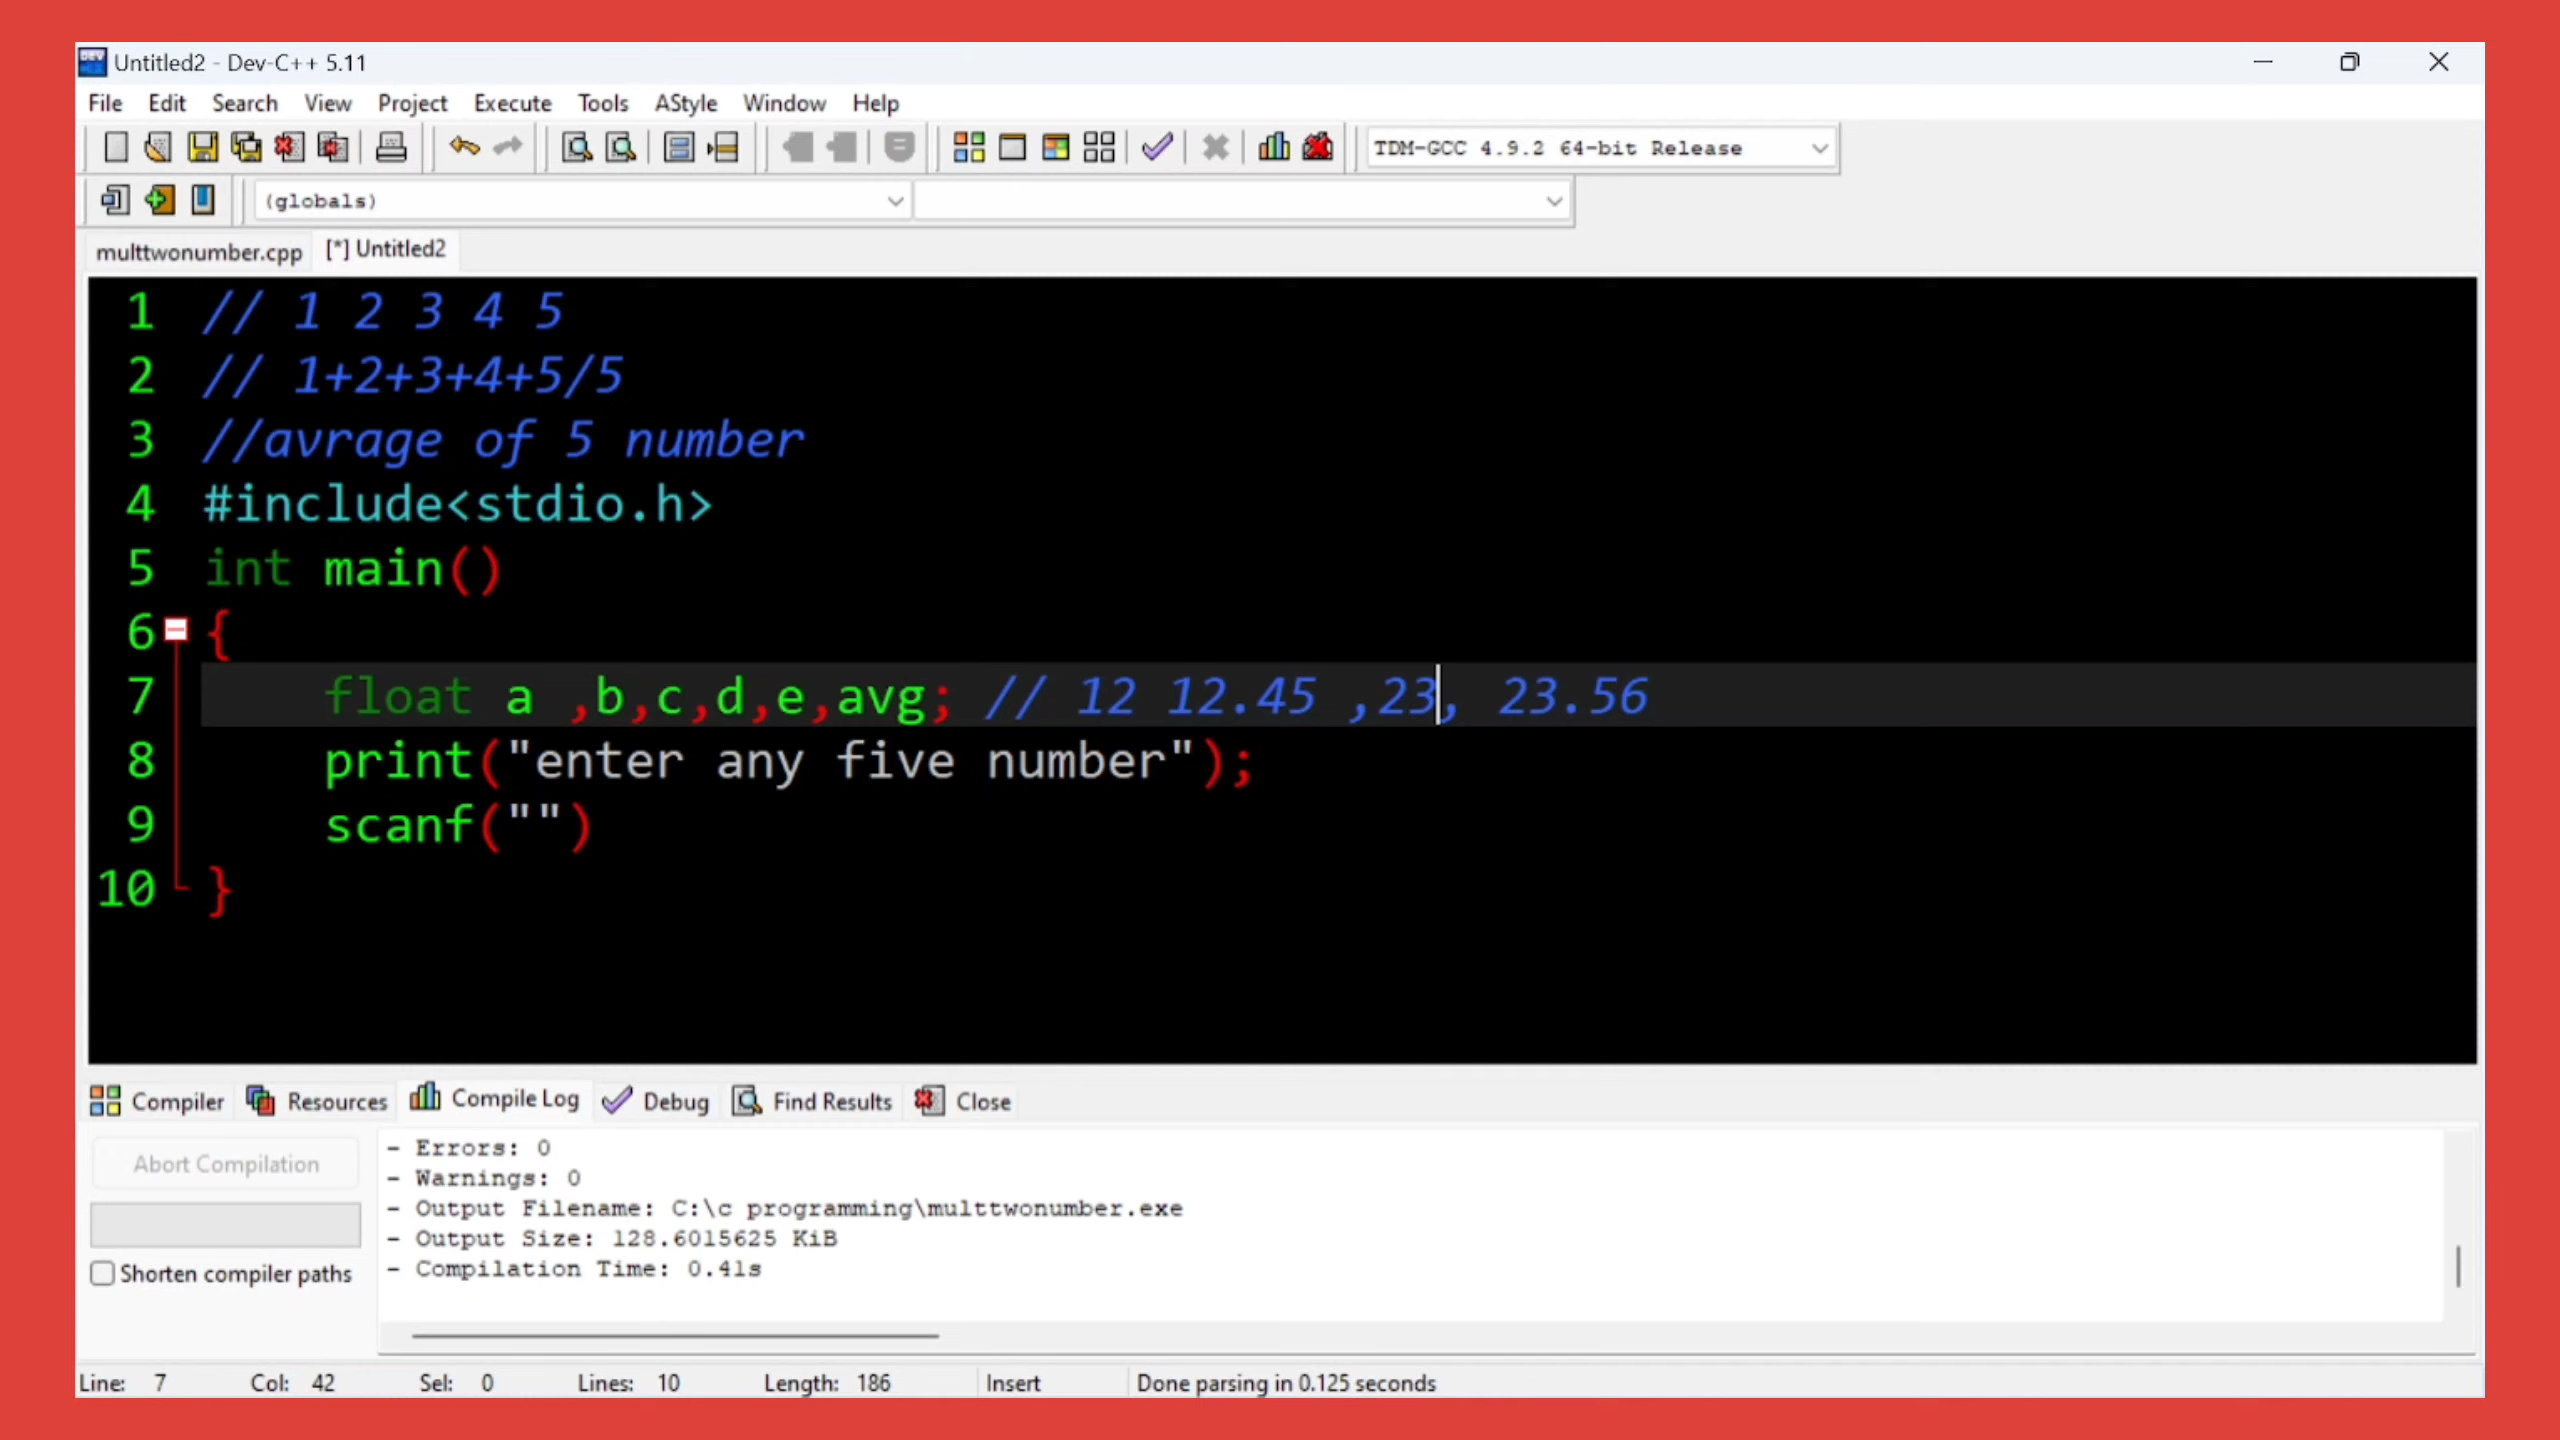 Untitled2 - Dev-C++ 5.11
File Edit Search View Project Execute Tools AStyle Window Help
TDM-GCC 4.9.2 64-bit Release
(globals)
multtwonumber.cpp [*] Untitled2
1 // 1 2 3 4 5
2 // 1+2+3+4+5/5
3 //avrage of 5 number
4 #include<stdio.h>
5 int main()
6 {
7 float a ,b,c,d,e,avg; // 12 12.45 ,23, 23.56
8 print("enter any five number");
9 scanf("")
10 }
Compiler Resources Compile Log Debug Find Results Close
Abort Compilation
Shorten compiler paths
- Errors: 0
- Warnings: 0
- Output Filename: C:\c programming\multtwonumber.exe
- Output Size: 128.6015625 KiB
- Compilation Time: 0.41s
Line: 7 Col: 42 Sel: 0 Lines: 10 Length: 186 Insert Done parsing in 0.125 seconds